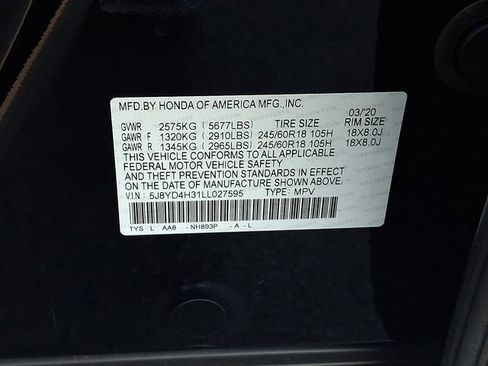 MFD.BY HONDA OF AMERICA MFG.,INC.
03/'20
GVWR 2575KG ( 5677LBS) TIRE SIZE RIM SIZE
GAWR F 1320KG (2910LBS) 245/60R18 105H 18X8.0J
GAWR R 1345KG (2965LBS) 245/60R18 105H 18X8.0J
THIS VEHICLE CONFORMS TO ALL APPLICABLE
FEDERAL MOTOR VEHICLE SAFETY
AND THEFT PREVENTION STANDARDS IN EFFECT ON
THE DATE OF MANUFACTURE SHOWN ABOVE.
V.I.N : 5J8YD4H31LL027595 TYPE: MPV
TYS L AAB - NH893P - A - L